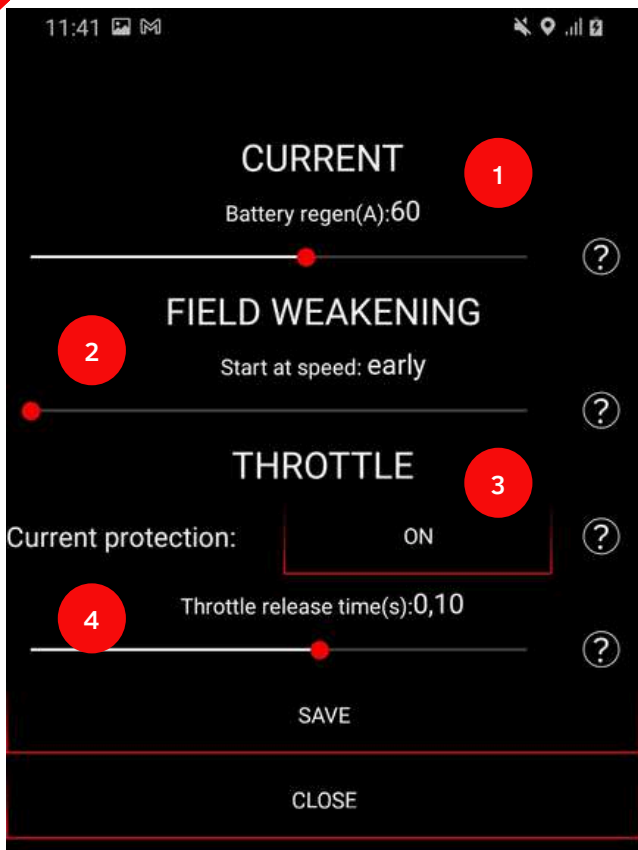 11:41
CURRENT
1
Battery regen(A):60
?
FIELD WEAKENING
2
Start at speed: early
?
THROTTLE
3
Current protection:
ON
?
4
Throttle release time(s):0,10
?
SAVE
CLOSE